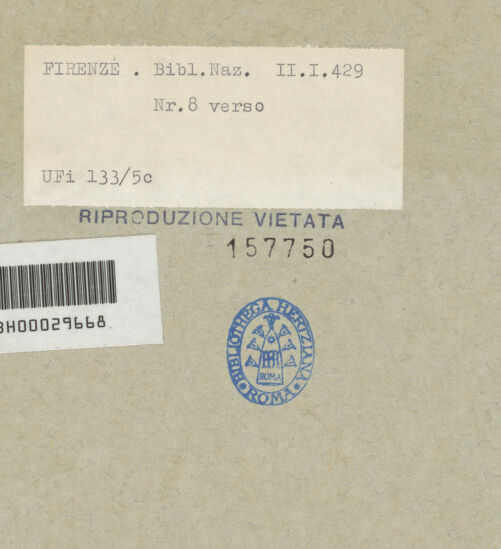 FIRENZE . Bibl.Naz. II.I.429
Nr.8 verso
UFi 133/5c
RIPRODUZIONE VIETATA
157750
BH00029668
BIBLIOTHECA HERTZIANA
ROMA
ROMA